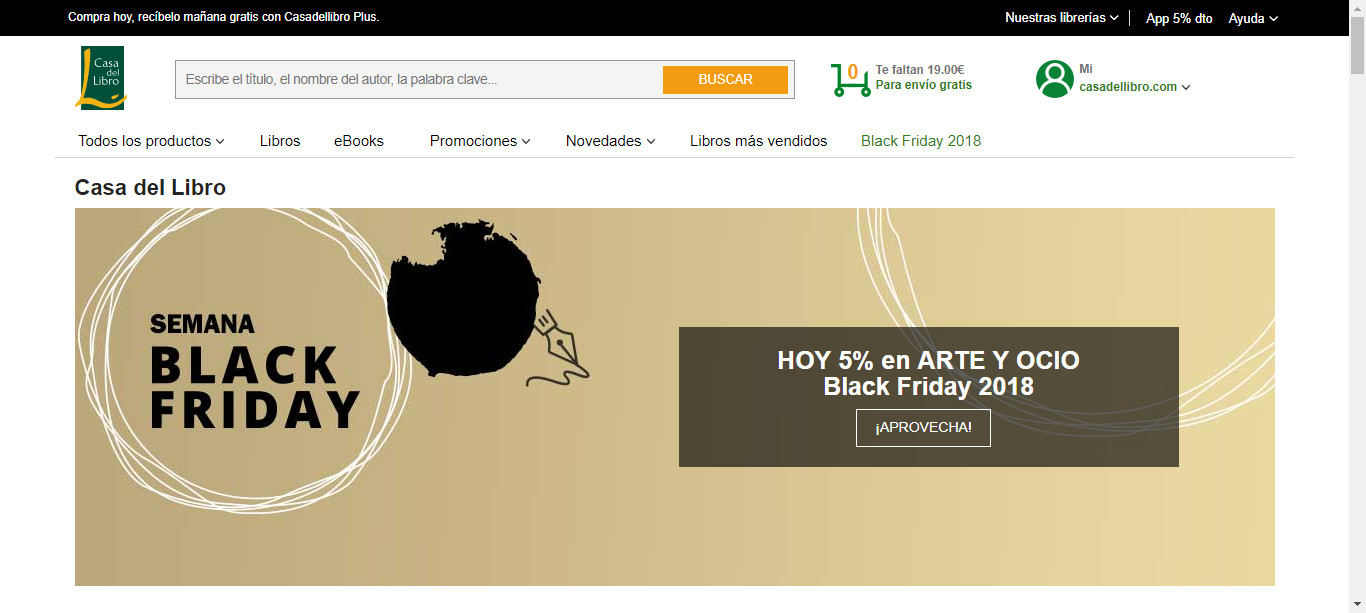 Compra hoy, recíbelo mañana gratis con Casadellibro Plus.
Nuestras librerías
App 5% dto
Ayuda
Casa
del
Libro
Escribe el título, el nombre del autor, la palabra clave...
BUSCAR
0
Te faltan 19.00€
Para envío gratis
Mi
casadellibro.com
Todos los productos
Libros
eBooks
Promociones
Novedades
Libros más vendidos
Black Friday 2018
Casa del Libro
SEMANA
BLACK
FRIDAY
HOY 5% en ARTE Y OCIO
Black Friday 2018
¡APROVECHA!